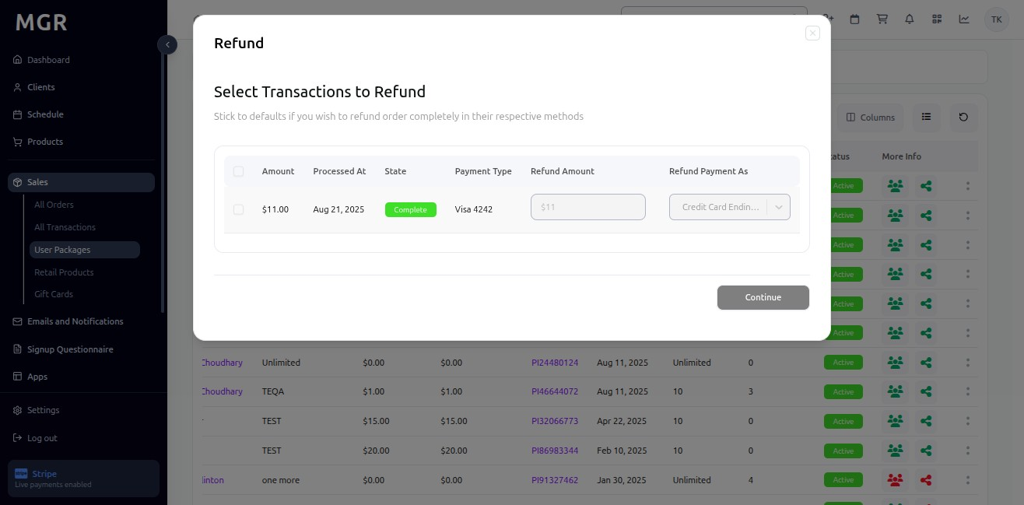 MGR
TK
Dashboard
Clients
Schedule
Products
Sales
All Orders
All Transactions
User Packages
Retail Products
Gift Cards
Emails and Notifications
Signup Questionnaire
Apps
Settings
Log out
Stripe
Live payments enabled
Refund
Select Transactions to Refund
Stick to defaults if you wish to refund order completely in their respective methods
Amount Processed At State Payment Type Refund Amount Refund Payment As
$11.00 Aug 21, 2025 Complete Visa 4242 $11 Credit Card Endin...
Continue
Columns
More Info
Active
Active
Active
Active
Active
Active
Choudhary Unlimited $0.00 $0.00 PI24480124 Aug 11, 2025 Unlimited 0 Active
Choudhary TEQA $1.00 $1.00 PI46644072 Aug 11, 2025 10 3 Active
TEST $15.00 $15.00 PI32066773 Apr 22, 2025 10 0 Active
TEST $20.00 $20.00 PI86983344 Feb 10, 2025 10 0 Active
one more $0.00 $0.00 PI91327462 Jan 30, 2025 Unlimited 4 Active